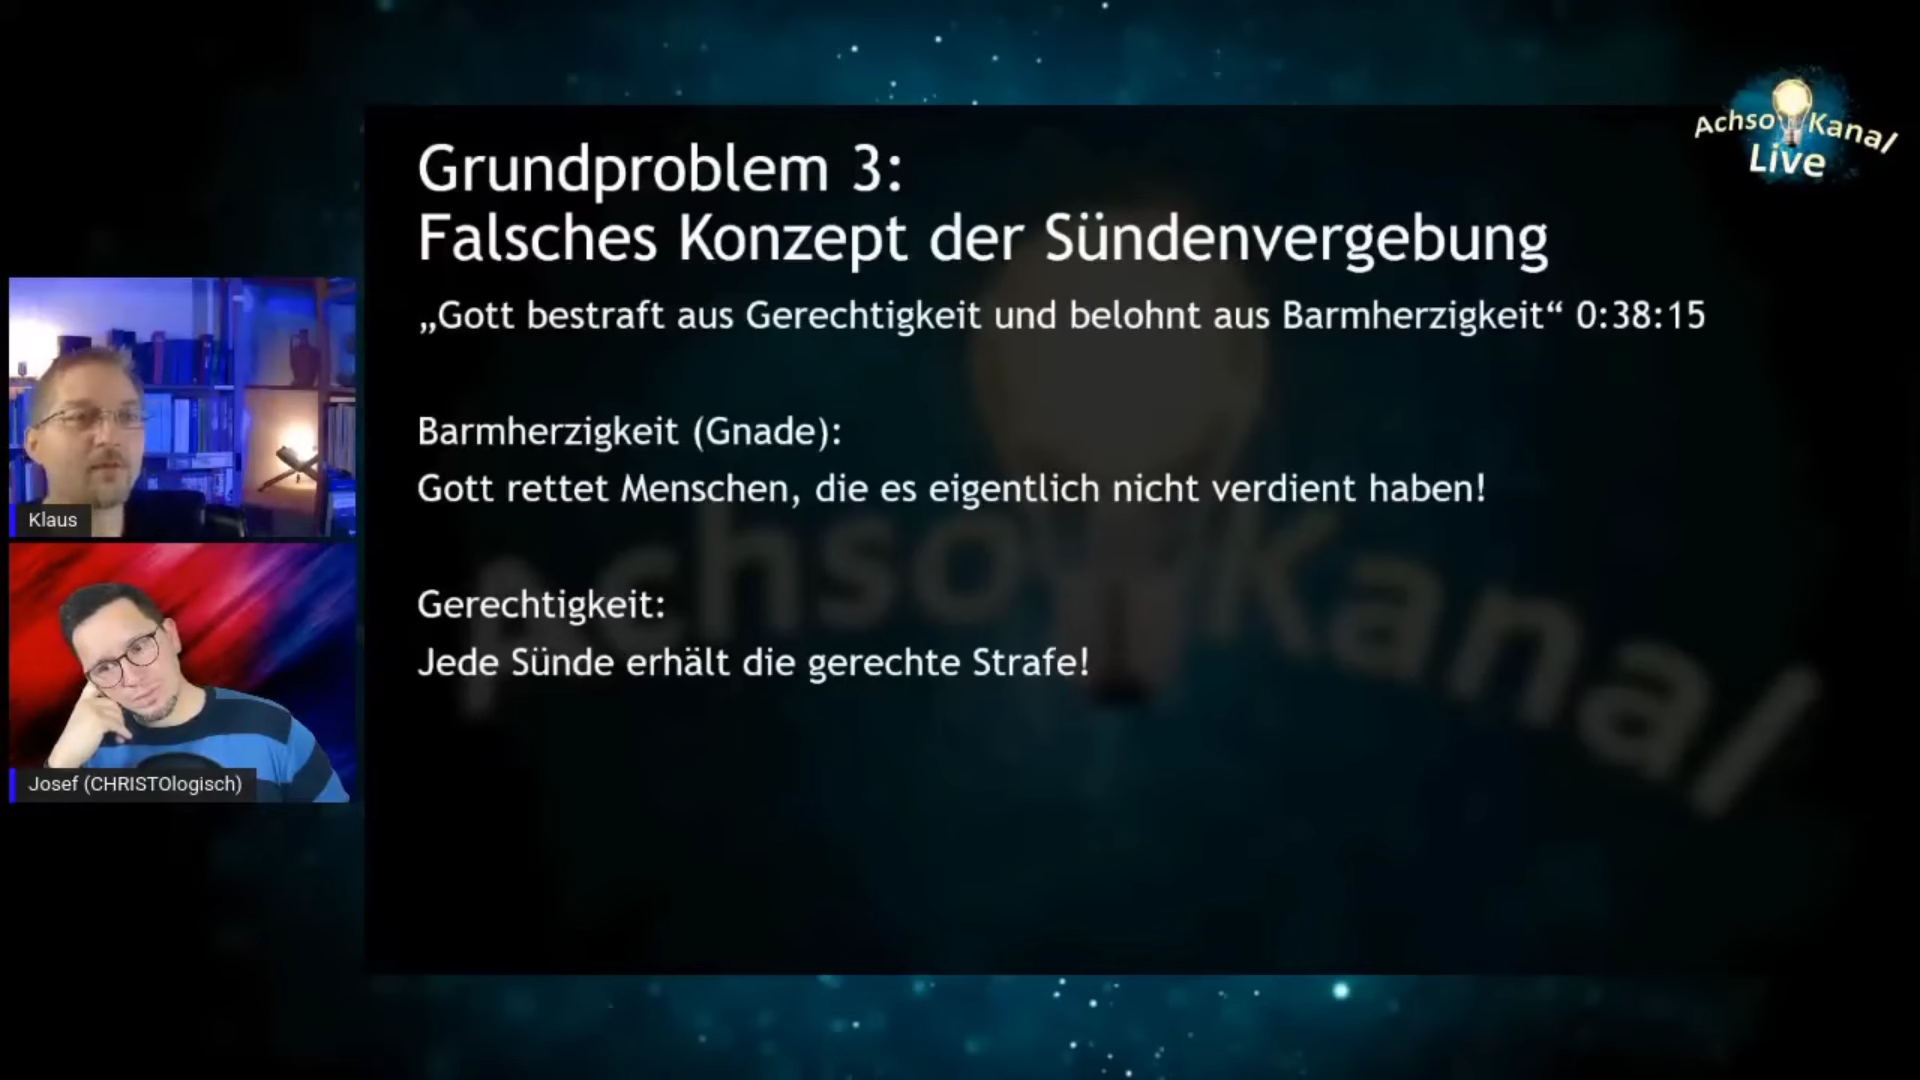 Achso Kanal
Live
Grundproblem 3:
Falsches Konzept der Sündenvergebung
„Gott bestraft aus Gerechtigkeit und belohnt aus Barmherzigkeit“ 0:38:15
Barmherzigkeit (Gnade):
Gott rettet Menschen, die es eigentlich nicht verdient haben!
Gerechtigkeit:
Jede Sünde erhält die gerechte Strafe!
Achso Kanal
Klaus
Josef (CHRISTOlogisch)